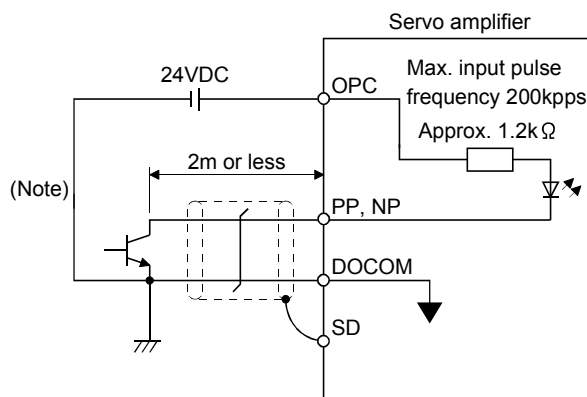 Servo amplifier
24VDC
OPC
Max. input pulse
frequency 200kpps
Approx. 1.2kΩ
2m or less
(Note)
PP, NP
DOCOM
SD